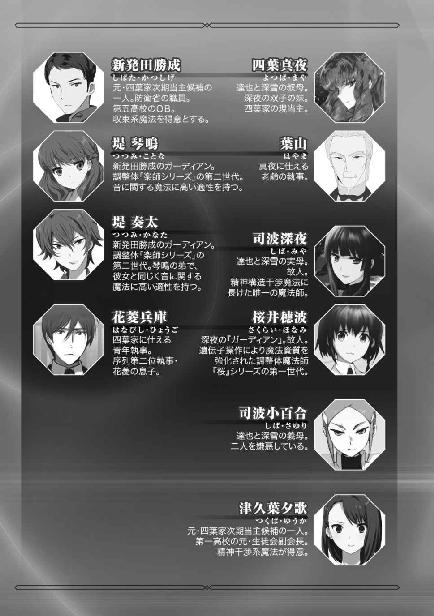 新発田勝成
しばた・かつしげ
元・四葉家次期当主候補の
一人。防衛省の職員。
第五高校のOB。
収束系魔法を得意とする。
四葉真夜
よつば・まや
達也と深雪の叔母。
深夜の双子の妹。
四葉家の現当主。
堤 琴鳴
つつみ・ことな
新発田勝成のガーディアン。
調整体「楽師シリーズ」の第二世代。
音に関する魔法に高い適性を持つ。
葉山
はやま
真夜に仕える
老齢の執事。
堤 奏太
つつみ・かなた
新発田勝成のガーディアン。
調整体「楽師シリーズ」の
第二世代。琴鳴の弟で、
彼女と同じく音に関する
魔法に高い適性を持つ。
司波深夜
しば・みや
達也と深雪の実母。
故人。
精神構造干渉魔法に
長けた唯一の魔法師。
花菱兵庫
はなびし・ひょうご
四葉家に仕える
青年執事。
序列第二位執事・
花菱の息子。
桜井穂波
さくらい・ほなみ
深夜の『ガーディアン』。故人。
遺伝子操作により魔法資質を
強化された調整体魔法師
『桜』シリーズの第一世代。
司波小百合
しば・さゆり
達也と深雪の義母。
二人を嫌悪している。
津久葉夕歌
つくば・ゆうか
元・四葉家次期当主候補の一人。
第一高校の元・生徒会副会長。
精神干渉系魔法が得意。